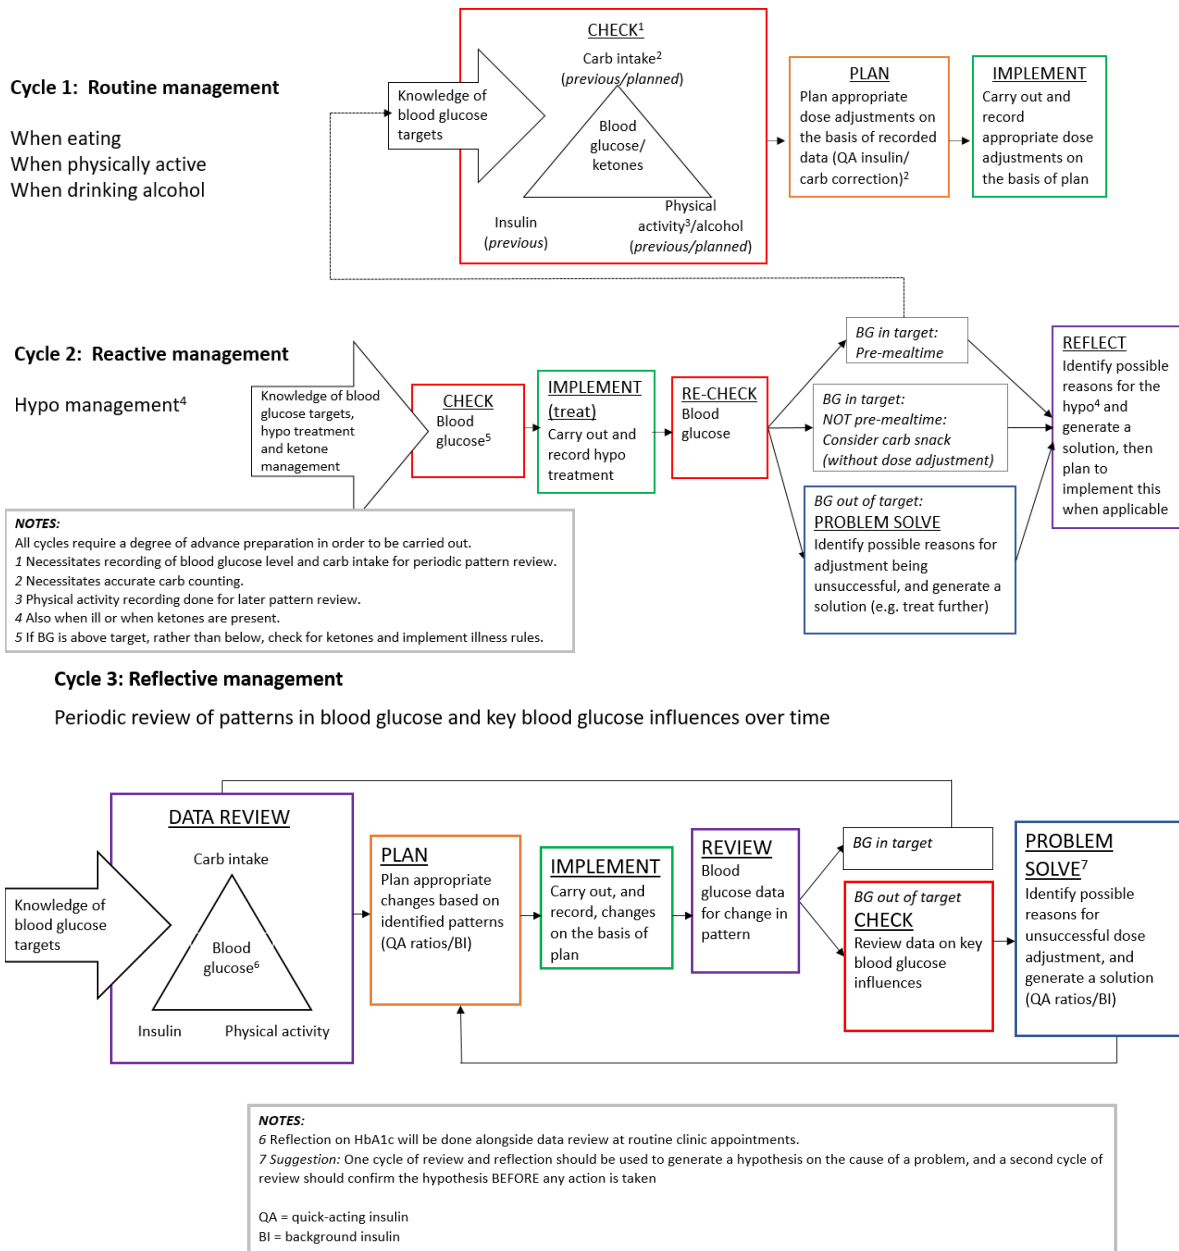 Cycle 1:  Routine management
When eating
When physically active
When drinking alcohol
Knowledge of
blood glucose
targets
CHECK¹
Carb intake²
(previous/planned)
Blood
glucose/
ketones
Insulin
(previous)
Physical
activity³/alcohol
(previous/planned)
PLAN
Plan appropriate
dose adjustments on
the basis of recorded
data (QA insulin/
carb correction)²
IMPLEMENT
Carry out and
record
appropriate dose
adjustments on
the basis of plan
Cycle 2:  Reactive management
Hypo management⁴
Knowledge of blood
glucose targets,
hypo treatment
and ketone
management
CHECK
Blood
glucose⁵
IMPLEMENT
(treat)
Carry out and
record hypo
treatment
RE-CHECK
Blood
glucose
BG in target:
Pre-mealtime
BG in target:
NOT pre-mealtime:
Consider carb snack
(without dose adjustment)
BG out of target:
PROBLEM SOLVE
Identify possible reasons for
adjustment being
unsuccessful, and generate a
solution (e.g. treat further)
REFLECT
Identify possible
reasons for the
hypo⁴ and
generate a
solution, then
plan to
implement this
when applicable
NOTES:
All cycles require a degree of advance preparation in order to be carried out.
1 Necessitates recording of blood glucose level and carb intake for periodic pattern review.
2 Necessitates accurate carb counting.
3 Physical activity recording done for later pattern review.
4 Also when ill or when ketones are present.
5 If BG is above target, rather than below, check for ketones and implement illness rules.
Cycle 3: Reflective management
Periodic review of patterns in blood glucose and key blood glucose influences over time
Knowledge of
blood glucose
targets
DATA REVIEW
Carb intake
Blood
glucose⁶
Insulin
Physical activity
PLAN
Plan appropriate
changes based on
identified patterns
(QA ratios/BI)
IMPLEMENT
Carry out, and
record, changes
on the basis of
plan
REVIEW
Blood
glucose data
for change in
pattern
BG in target
BG out of target
CHECK
Review data on key
blood glucose
influences
PROBLEM
SOLVE⁷
Identify possible
reasons for
unsuccessful dose
adjustment, and
generate a solution
(QA ratios/BI)
NOTES:
6 Reflection on HbA1c will be done alongside data review at routine clinic appointments.
7 Suggestion: One cycle of review and reflection should be used to generate a hypothesis on the cause of a problem, and a second cycle of
review should confirm the hypothesis BEFORE any action is taken
QA = quick-acting insulin
BI = background insulin